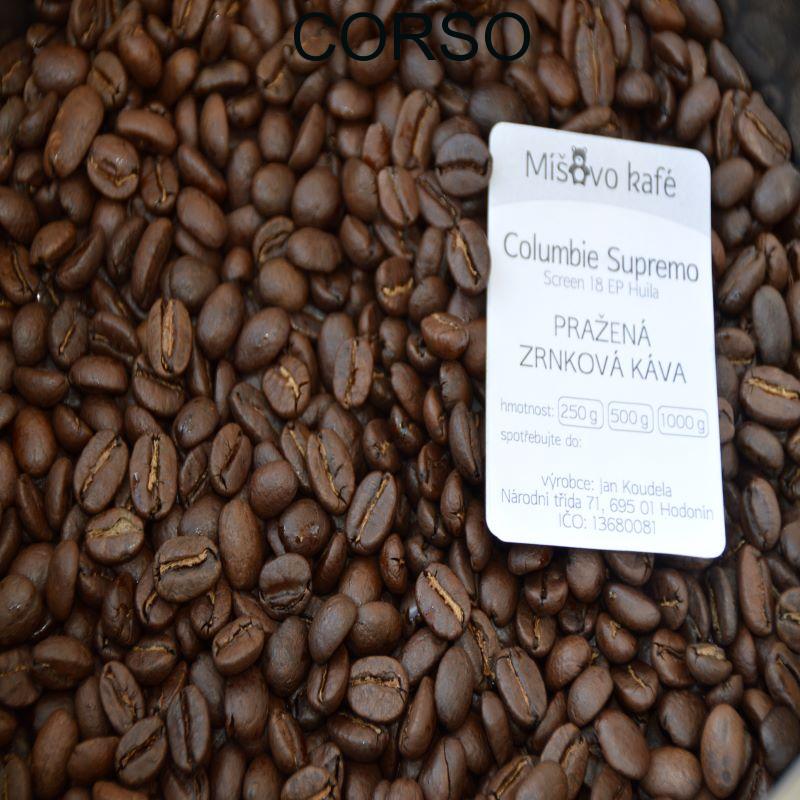 CORSO
Míšovo kafé
Columbie Supremo
Screen 18 EP Huila
PRAŽENÁ
ZRNKOVÁ KÁVA
hmotnost: 250 g 500 g 1000 g
spotřebujte do:
výrobce: Jan Koudela
Národní třída 71, 695 01 Hodonín
IČO: 13680081